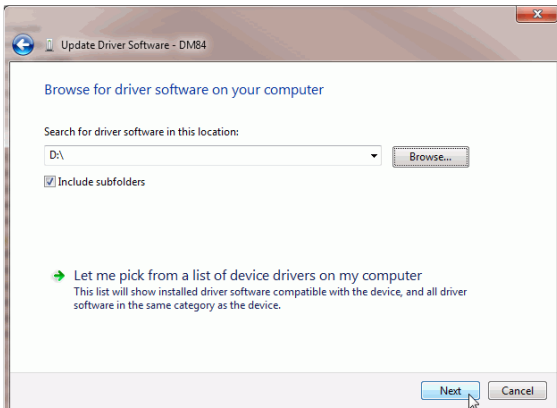 Update Driver Software - DM84
Browse for driver software on your computer
Search for driver software in this location:
D:\
Browse...
Include subfolders
Let me pick from a list of device drivers on my computer
This list will show installed driver software compatible with the device, and all driver
software in the same category as the device.
Next
Cancel